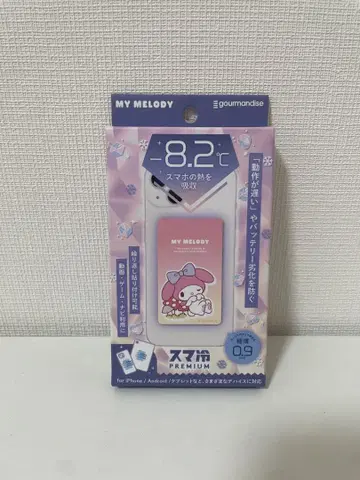 MY MELODY
gourmandise
-8.2℃
スマホの熱を
吸収
「動作が遅い」や
バッテリー劣化を防ぐ
MY MELODY
繰り返し貼り付け可能
動画・ゲーム・ナビ利用に
スマ冷
PREMIUM
極薄
0.9
for iPhone / Android / タブレットなど、さまざまなデバイスに対応